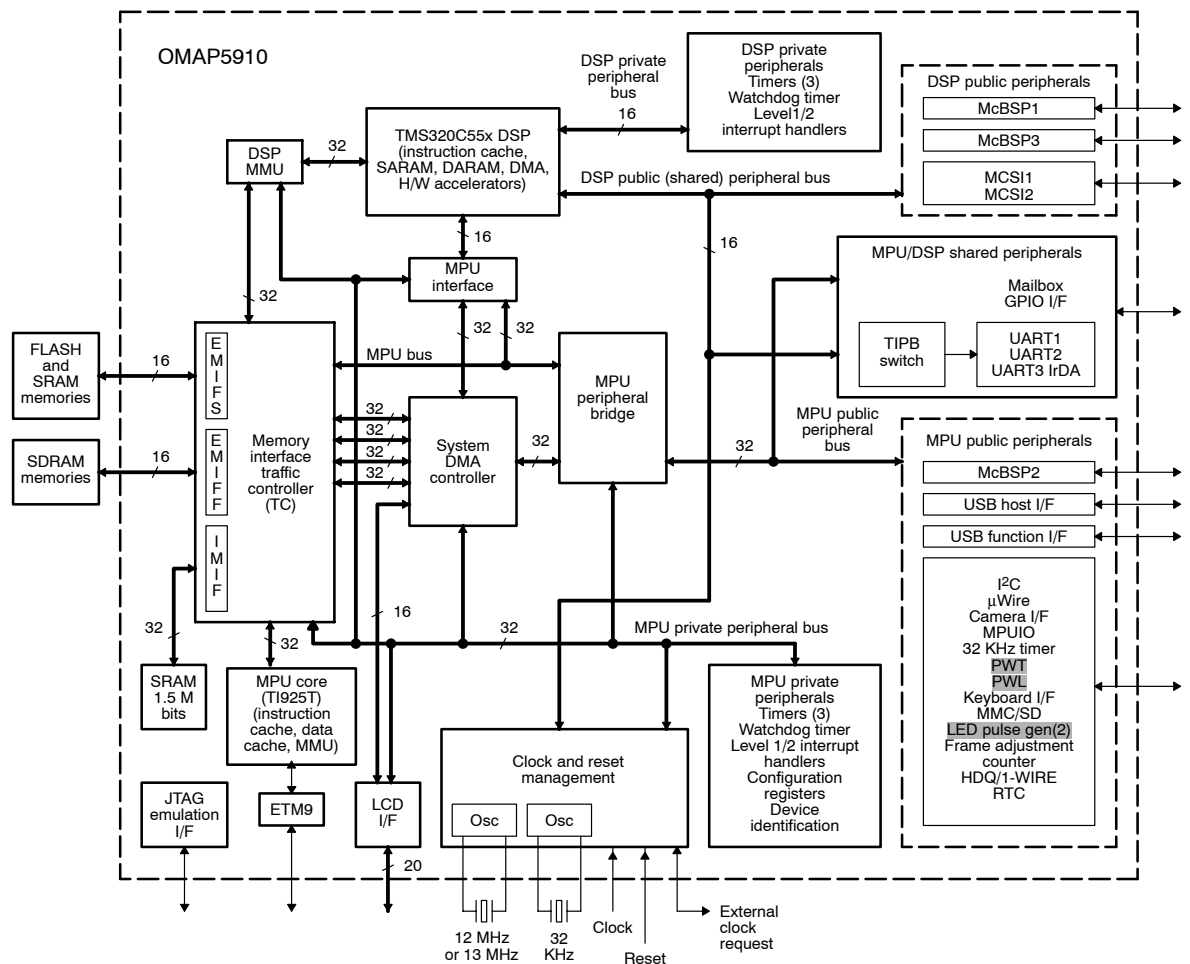 OMAP5910
DSP private
peripheral
bus
16
DSP private
peripherals
Timers (3)
Watchdog timer
Level1/2
interrupt handlers
DSP public peripherals
McBSP1
McBSP3
MCSI1
MCSI2
TMS320C55x DSP
(instruction cache,
SARAM, DARAM, DMA,
H/W accelerators)
DSP
MMU
32
DSP public (shared) peripheral bus
16
16
MPU
interface
32
32
32
MPU/DSP shared peripherals
Mailbox
GPIO I/F
TIPB
switch
UART1
UART2
UART3 IrDA
FLASH
and
SRAM
memories
16
SDRAM
memories
16
E
M
I
F
S
E
M
I
F
F
I
M
I
F
Memory
interface
traffic
controller
(TC)
MPU bus
32
32
32
32
System
DMA
controller
32
MPU
peripheral
bridge
32
MPU public
peripheral
bus
MPU public peripherals
McBSP2
USB host I/F
USB function I/F
I²C
µWire
Camera I/F
MPUIO
32 KHz timer
PWT
PWL
Keyboard I/F
MMC/SD
LED pulse gen(2)
Frame adjustment
counter
HDQ/1-WIRE
RTC
16
32
32
32
MPU private peripheral bus
SRAM
1.5 M
bits
MPU core
(TI925T)
(instruction
cache, data
cache, MMU)
MPU private
peripherals
Timers (3)
Watchdog timer
Level 1/2 interrupt
handlers
Configuration
registers
Device
identification
Clock and reset
management
Osc
Osc
JTAG
emulation
I/F
ETM9
LCD
I/F
20
12 MHz
or 13 MHz
32
KHz
Clock
Reset
External
clock
request